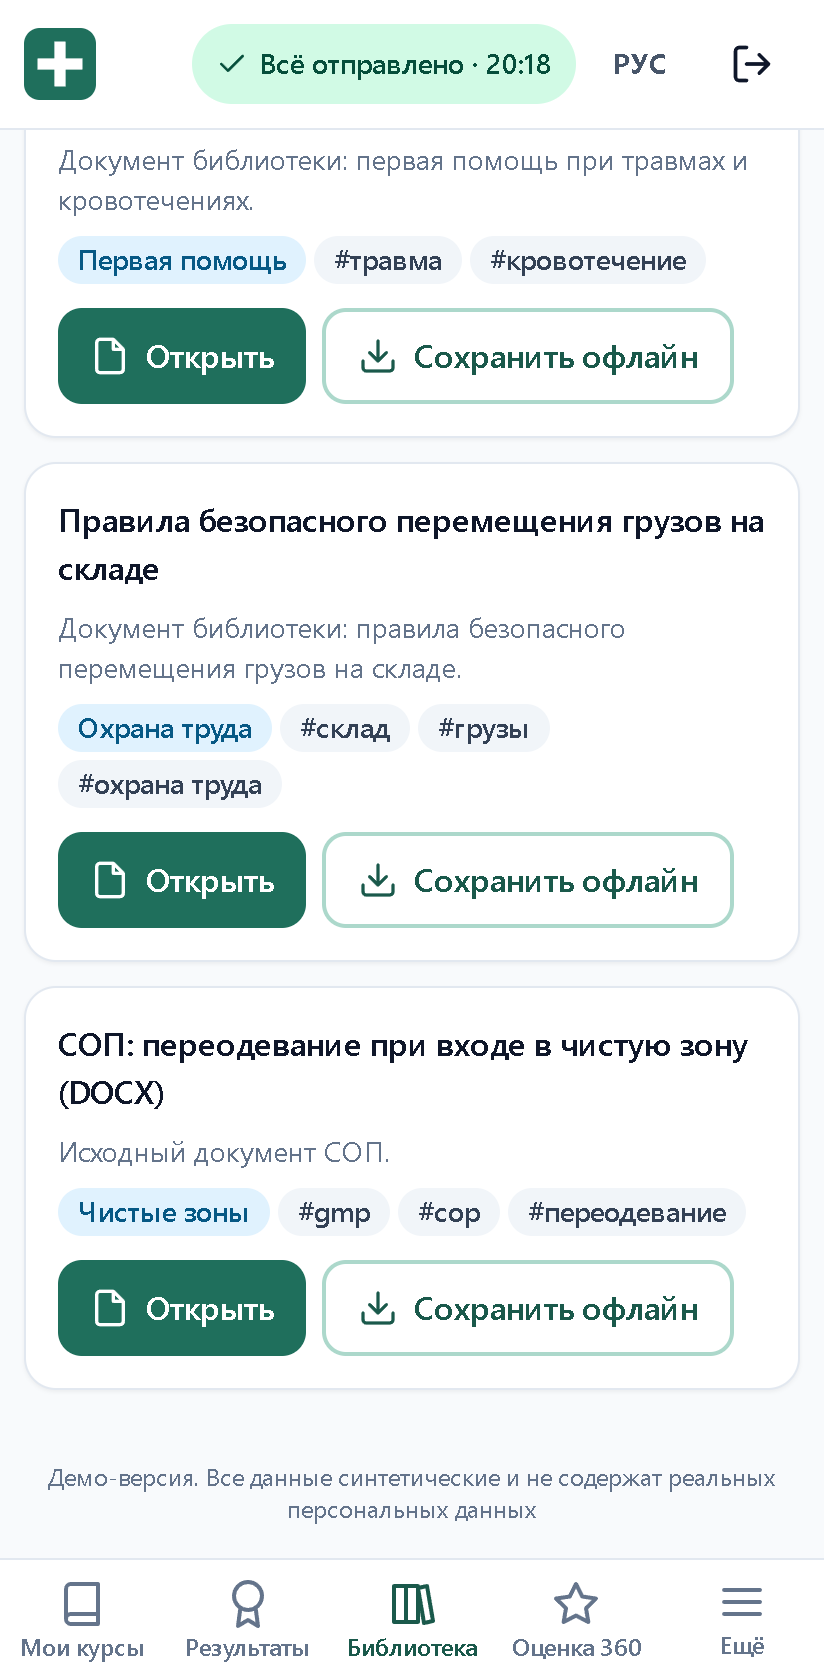 Всё отправлено · 20:18
РУС
Документ библиотеки: первая помощь при травмах и
кровотечениях.
Первая помощь #травма #кровотечение
Открыть Сохранить офлайн
Правила безопасного перемещения грузов на
складе
Документ библиотеки: правила безопасного
перемещения грузов на складе.
Охрана труда #склад #грузы
#охрана труда
Открыть Сохранить офлайн
СОП: переодевание при входе в чистую зону
(DOCX)
Исходный документ СОП.
Чистые зоны #gmp #сор #переодевание
Открыть Сохранить офлайн
Демо-версия. Все данные синтетические и не содержат реальных
персональных данных
Мои курсы Результаты Библиотека Оценка 360 Ещё